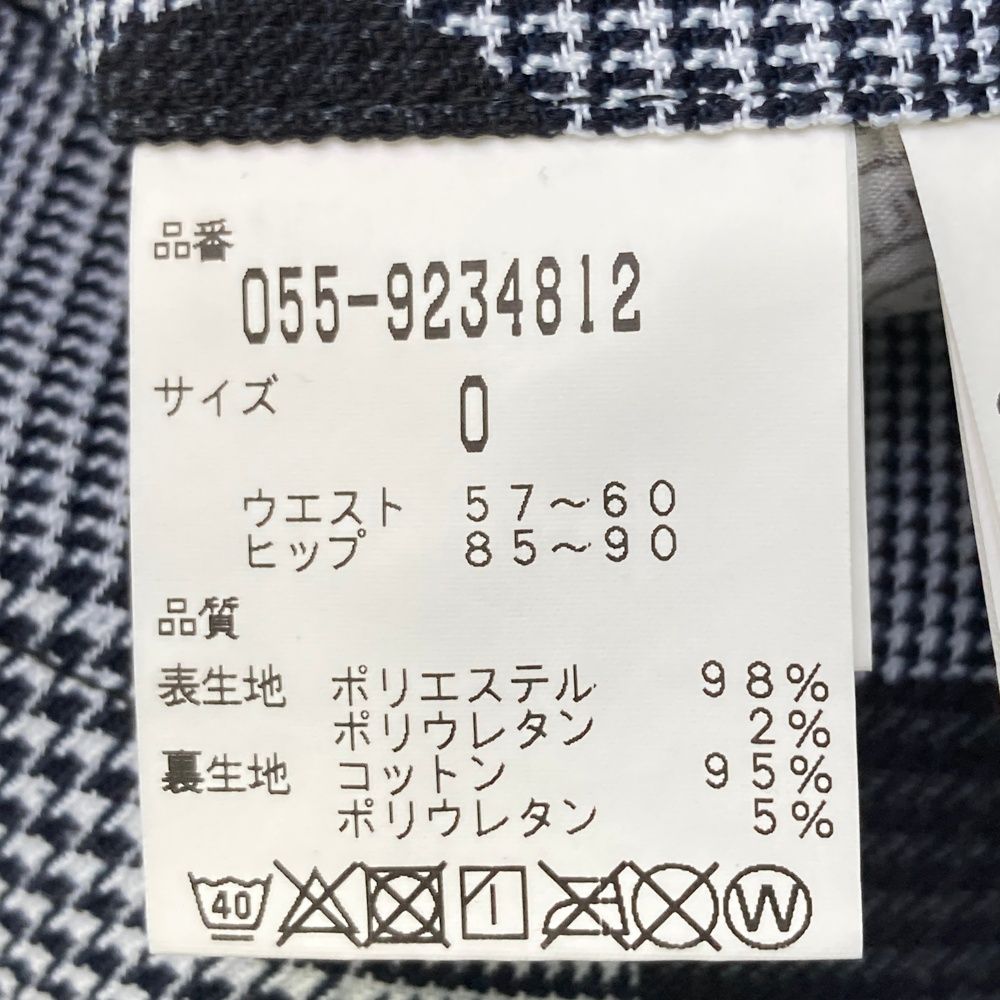 品番
055-9234812
サイズ 0
ウエスト 57〜60
ヒップ 85〜90
品質
表生地 ポリエステル 98%
ポリウレタン 2%
裏生地 コットン 95%
ポリウレタン 5%
40 W